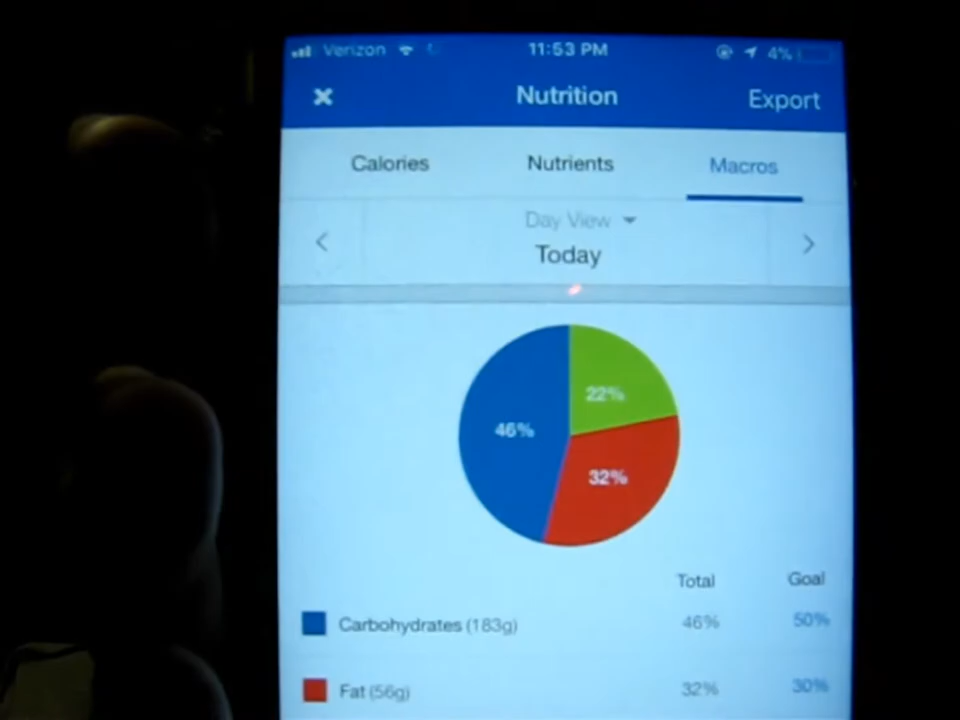 Verizon 11:53 PM 4%
Nutrition Export
Calories Nutrients Macros
Day View
Today
22%
46%
32%
Total Goal
Carbohydrates (183g) 46% 50%
Fat (56g) 32% 30%